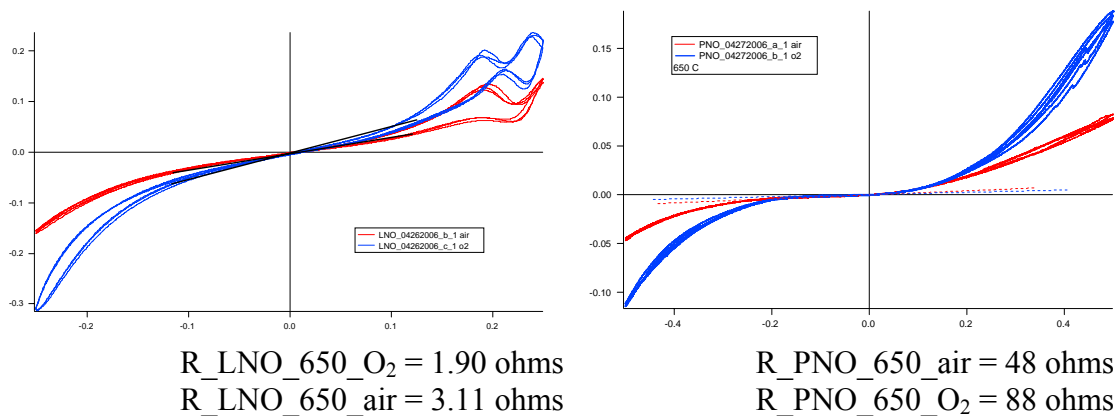 0.2
0.1
0.0
-0.1
-0.2
-0.3
-0.2
-0.1
0.0
0.1
0.2
LNO_04262006_b_1 air
LNO_04262006_c_1 o2
R_LNO_650_O₂ = 1.90 ohms
R_LNO_650_air = 3.11 ohms
0.15
0.10
0.05
0.00
-0.05
-0.10
-0.4
-0.2
0.0
0.2
0.4
PNO_04272006_a_1 air
PNO_04272006_b_1 o2
650 C
R_PNO_650_air = 48 ohms
R_PNO_650_O₂ = 88 ohms